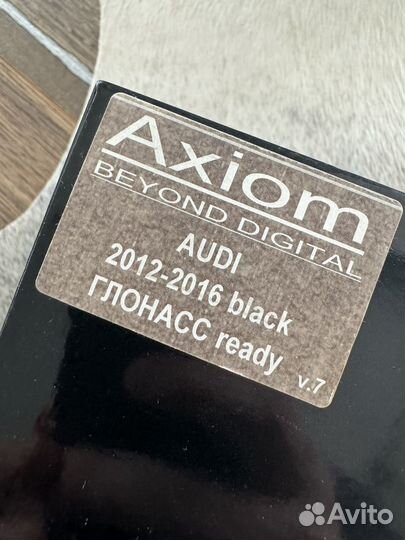 Axiom
BEYOND DIGITAL
AUDI
2012-2016 black
ГЛОНАСС ready
v.7
Avito